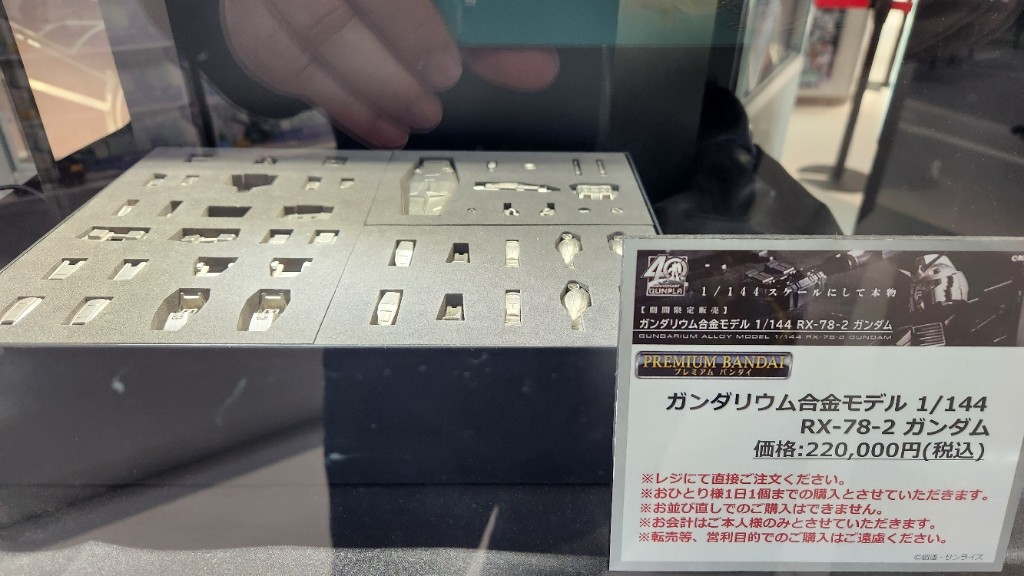 40
GUNPLA
1/144スケールにして本物
【期間限定販売】
ガンダリウム合金モデル 1/144 RX-78-2 ガンダム
GUNDARIUM ALLOY MODEL 1/144 RX-78-2 GUNDAM
PREMIUM BANDAI
プレミアム バンダイ
ガンダリウム合金モデル 1/144
RX-78-2 ガンダム
価格:220,000円(税込)
※レジにて直接ご注文ください。
※おひとり様1日1個までの購入とさせていただきます。
※お並び直しでのご購入はできません。
※お会計はご本人様のみとさせていただきます。
※転売等、営利目的でのご購入はご遠慮ください。
©創通・サンライズ